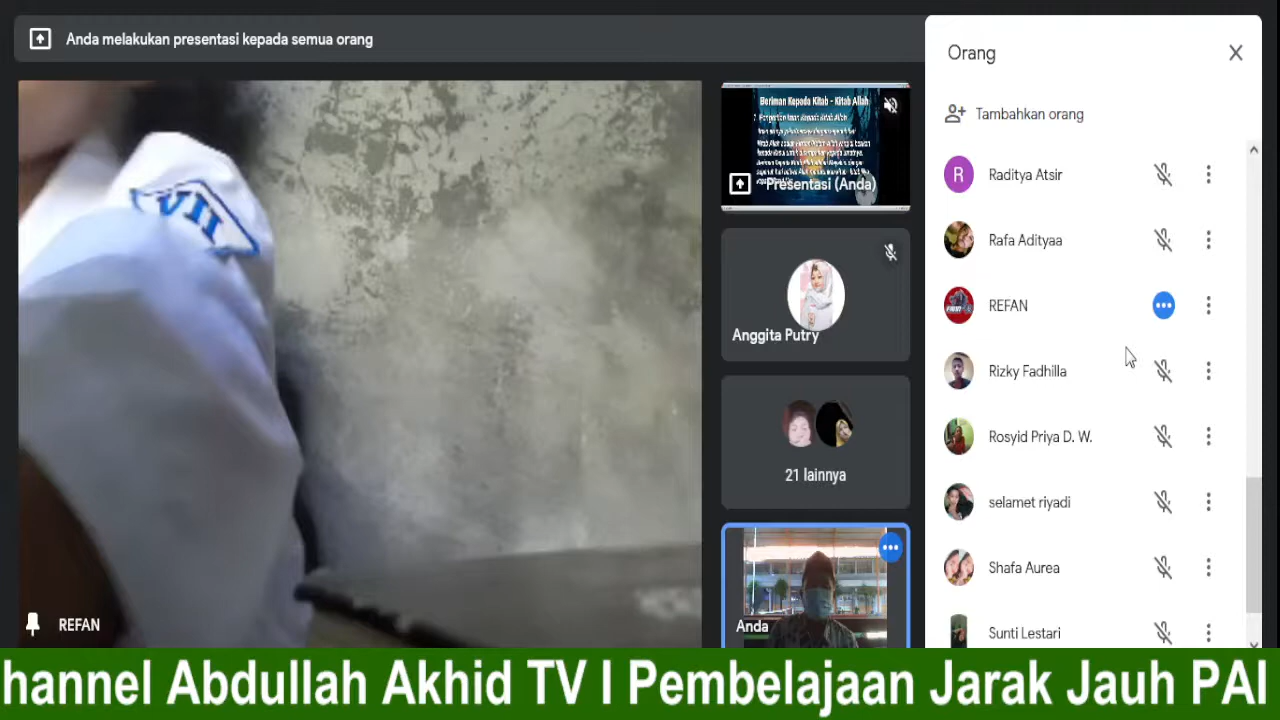 Anda melakukan presentasi kepada semua orang
VII
REFAN
Beriman Kepada Kitab - Kitab Allah
Presentasi (Anda)
Anggita Putry
21 lainnya
Anda
Orang
Tambahkan orang
R
Raditya Atsir
Rafa Adityaa
REFAN
Rizky Fadhilla
Rosyid Priya D. W.
selamet riyadi
Shafa Aurea
Sunti Lestari
hannel Abdullah Akhid TV I Pembelajaan Jarak Jauh PAI